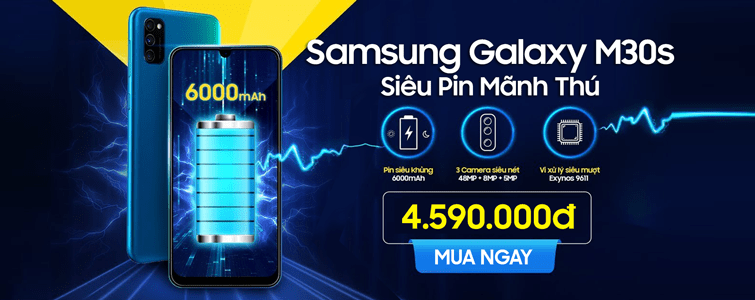 Samsung Galaxy M30s
Siêu Pin Mãnh Thú
6000mAh
Pin siêu khủng
6000mAh
3 Camera siêu nét
48MP • 8MP • 5MP
Vi xử lý siêu mượt
Exynos 9611
4.590.000đ
MUA NGAY